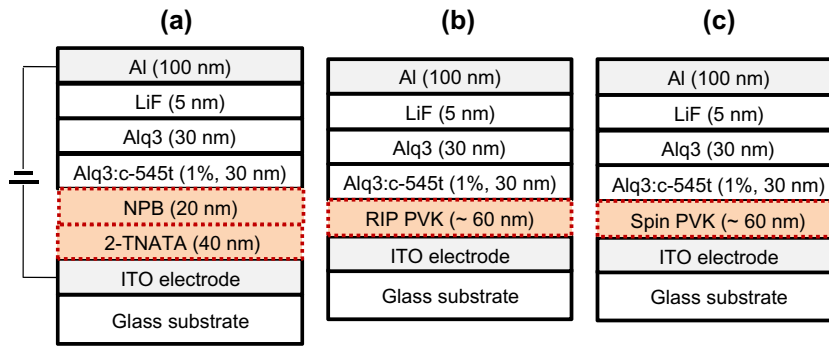 (a)
Al (100 nm)
LiF (5 nm)
Alq3 (30 nm)
Alq3:c-545t (1%, 30 nm)
NPB (20 nm)
2-TNATA (40 nm)
ITO electrode
Glass substrate
(b)
Al (100 nm)
LiF (5 nm)
Alq3 (30 nm)
Alq3:c-545t (1%, 30 nm)
RIP PVK (~ 60 nm)
ITO electrode
Glass substrate
(c)
Al (100 nm)
LiF (5 nm)
Alq3 (30 nm)
Alq3:c-545t (1%, 30 nm)
Spin PVK (~ 60 nm)
ITO electrode
Glass substrate